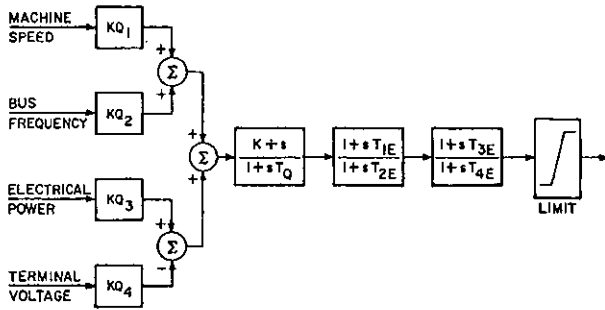 MACHINE
SPEED
KQ1
+
+
Σ
BUS
FREQUENCY
KQ2
+
+
Σ
K+s
1+sTQ
1+sT1E
1+sT2E
1+sT3E
1+sT4E
LIMIT
ELECTRICAL
POWER
KQ3
+
-
Σ
TERMINAL
VOLTAGE
KQ4